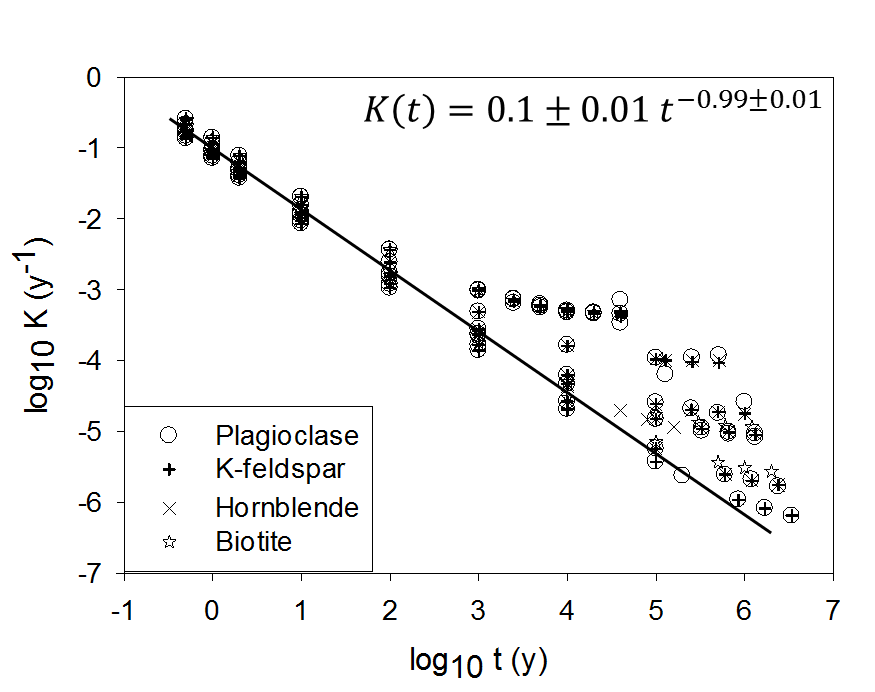 K(t) = 0.1 ± 0.01 t^{-0.99±0.01}
0
-1
-2
-3
-4
-5
-6
-7
log10 K (y-1)
Plagioclase
K-feldspar
Hornblende
Biotite
-1 0 1 2 3 4 5 6 7
log10 t (y)